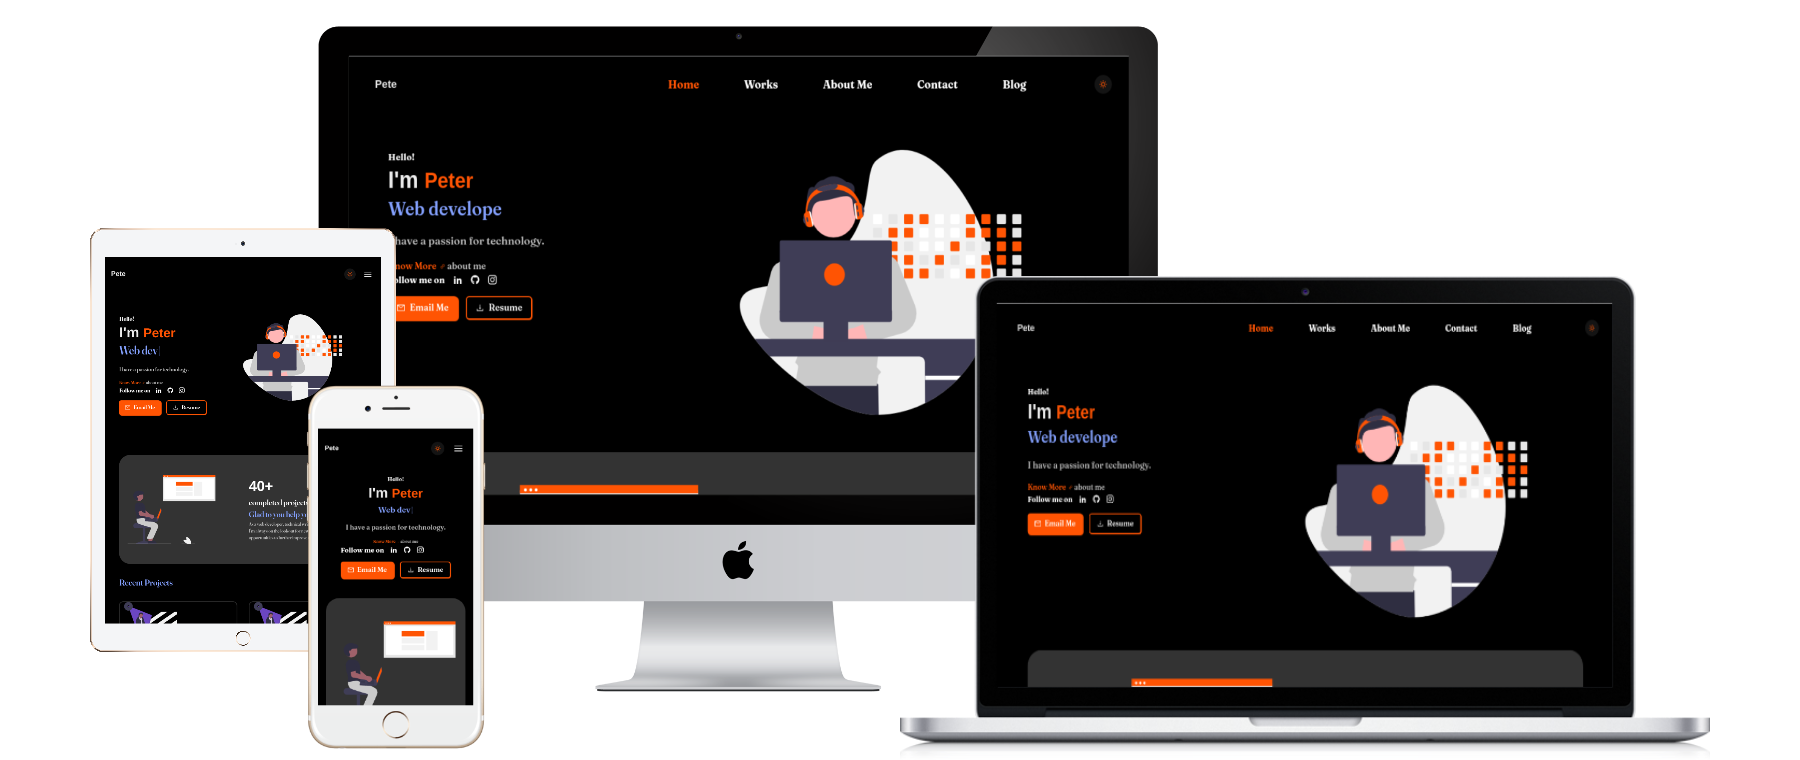 Pete
Home Works About Me Contact Blog
Hello!
I'm Peter
Web develope
have a passion for technology.
now More about me
ollow me on
Email Me Resume
Pete
Hello!
I'm Peter
Web dev
I have a passion for technology.
Know More about me
Follow me on
Email Me Resume
40+
completed project
Glad to you help y
Recent Projects
Pete
Hello!
I'm Peter
Web dev
I have a passion for technology.
Know More about me
Follow me on
Email Me Resume
Pete
Home Works About Me Contact Blog
Hello!
I'm Peter
Web develope
I have a passion for technology.
Know More about me
Follow me on
Email Me Resume